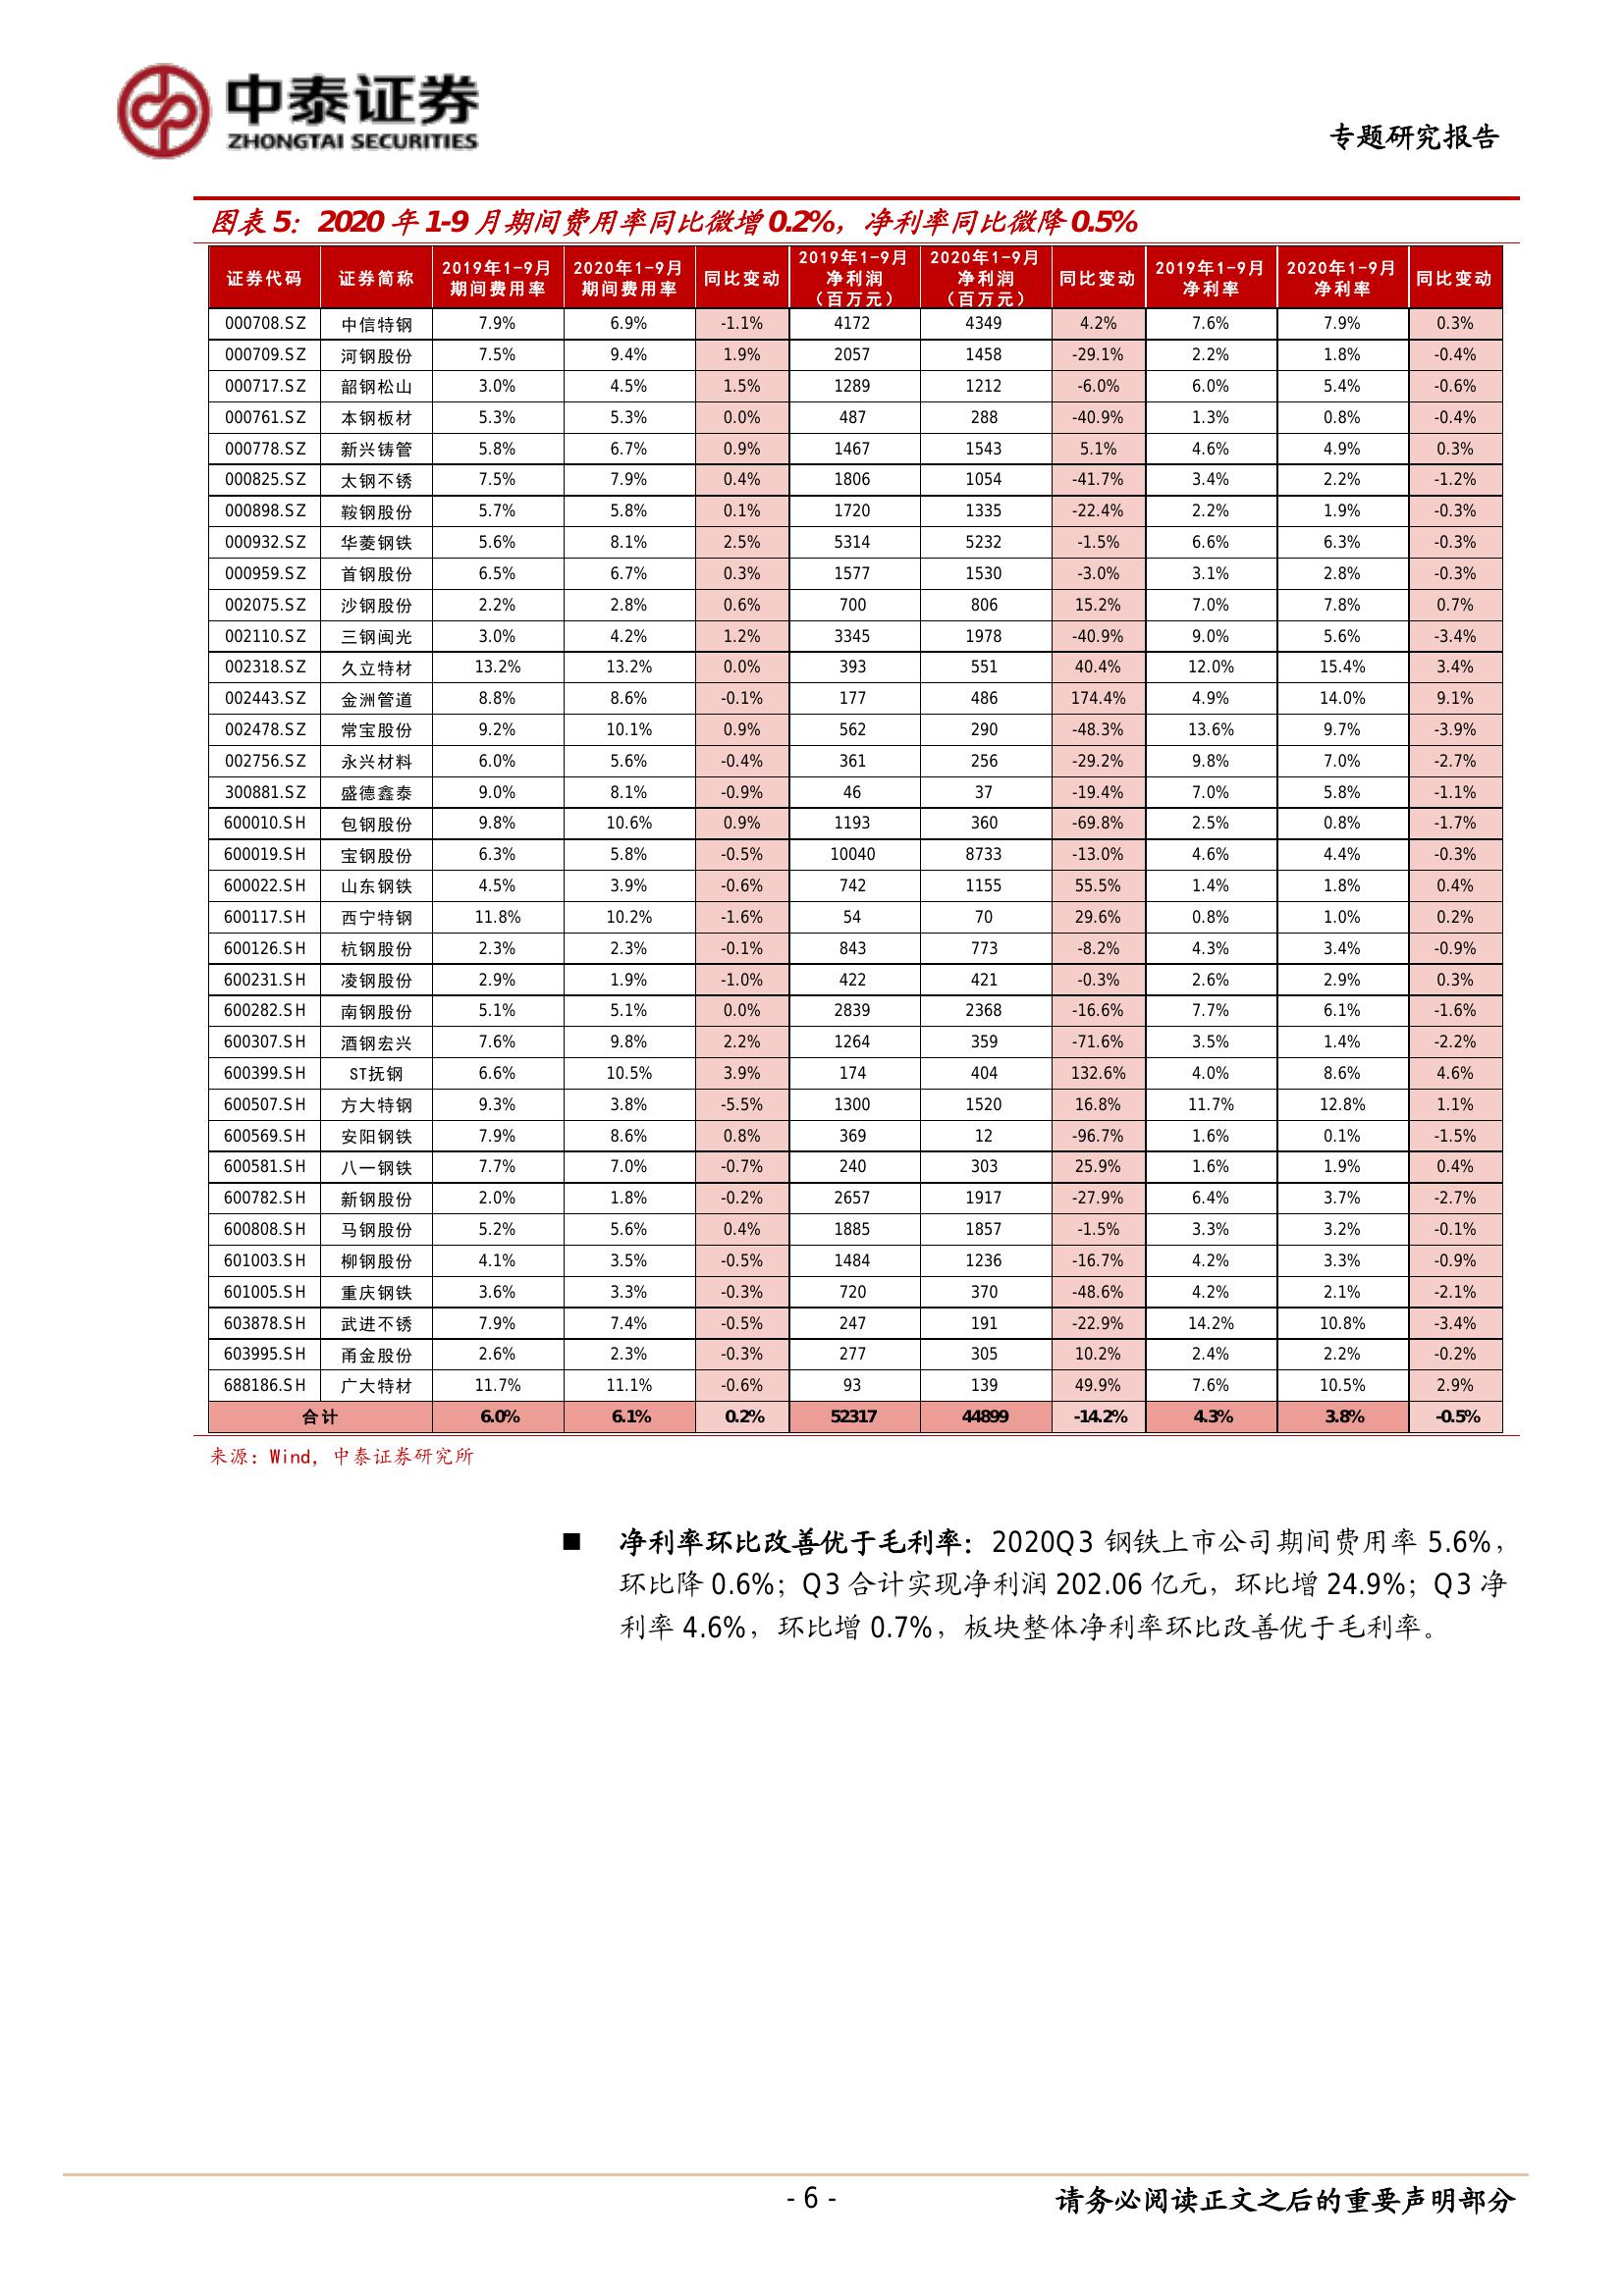 中泰证券
ZHONGTAI SECURITIES
专题研究报告
图表 5：2020 年 1-9 月期间费用率同比微增 0.2%，净利率同比微降 0.5%
证券代码 证券简称 2019年1-9月期间费用率 2020年1-9月期间费用率 同比变动 2019年1-9月净利润（百万元） 2020年1-9月净利润（百万元） 同比变动 2019年1-9月净利率 2020年1-9月净利率 同比变动
000708.SZ 中信特钢 7.9% 6.9% -1.1% 4172 4349 4.2% 7.6% 7.9% 0.3%
000709.SZ 河钢股份 7.5% 9.4% 1.9% 2057 1458 -29.1% 2.2% 1.8% -0.4%
000717.SZ 韶钢松山 3.0% 4.5% 1.5% 1289 1212 -6.0% 6.0% 5.4% -0.6%
000761.SZ 本钢板材 5.3% 5.3% 0.0% 487 288 -40.9% 1.3% 0.8% -0.4%
000778.SZ 新兴铸管 5.8% 6.7% 0.9% 1467 1543 5.1% 4.6% 4.9% 0.3%
000825.SZ 太钢不锈 7.5% 7.9% 0.4% 1806 1054 -41.7% 3.4% 2.2% -1.2%
000898.SZ 鞍钢股份 5.7% 5.8% 0.1% 1720 1335 -22.4% 2.2% 1.9% -0.3%
000932.SZ 华菱钢铁 5.6% 8.1% 2.5% 5314 5232 -1.5% 6.6% 6.3% -0.3%
000959.SZ 首钢股份 6.5% 6.7% 0.3% 1577 1530 -3.0% 3.1% 2.8% -0.3%
002075.SZ 沙钢股份 2.2% 2.8% 0.6% 700 806 15.2% 7.0% 7.8% 0.7%
002110.SZ 三钢闽光 3.0% 4.2% 1.2% 3345 1978 -40.9% 9.0% 5.6% -3.4%
002318.SZ 久立特材 13.2% 13.2% 0.0% 393 551 40.4% 12.0% 15.4% 3.4%
002443.SZ 金洲管道 8.8% 8.6% -0.1% 177 486 174.4% 4.9% 14.0% 9.1%
002478.SZ 常宝股份 9.2% 10.1% 0.9% 562 290 -48.3% 13.6% 9.7% -3.9%
002756.SZ 永兴材料 6.0% 5.6% -0.4% 361 256 -29.2% 9.8% 7.0% -2.7%
300881.SZ 盛德鑫泰 9.0% 8.1% -0.9% 46 37 -19.4% 7.0% 5.8% -1.1%
600010.SH 包钢股份 9.8% 10.6% 0.9% 1193 360 -69.8% 2.5% 0.8% -1.7%
600019.SH 宝钢股份 6.3% 5.8% -0.5% 10040 8733 -13.0% 4.6% 4.4% -0.3%
600022.SH 山东钢铁 4.5% 3.9% -0.6% 742 1155 55.5% 1.4% 1.8% 0.4%
600117.SH 西宁特钢 11.8% 10.2% -1.6% 54 70 29.6% 0.8% 1.0% 0.2%
600126.SH 杭钢股份 2.3% 2.3% -0.1% 843 773 -8.2% 4.3% 3.4% -0.9%
600231.SH 凌钢股份 2.9% 1.9% -1.0% 422 421 -0.3% 2.6% 2.9% 0.3%
600282.SH 南钢股份 5.1% 5.1% 0.0% 2839 2368 -16.6% 7.7% 6.1% -1.6%
600307.SH 酒钢宏兴 7.6% 9.8% 2.2% 1264 359 -71.6% 3.5% 1.4% -2.2%
600399.SH ST抚钢 6.6% 10.5% 3.9% 174 404 132.6% 4.0% 8.6% 4.6%
600507.SH 方大特钢 9.3% 3.8% -5.5% 1300 1520 16.8% 11.7% 12.8% 1.1%
600569.SH 安阳钢铁 7.9% 8.6% 0.8% 369 12 -96.7% 1.6% 0.1% -1.5%
600581.SH 八一钢铁 7.7% 7.0% -0.7% 240 303 25.9% 1.6% 1.9% 0.4%
600782.SH 新钢股份 2.0% 1.8% -0.2% 2657 1917 -27.9% 6.4% 3.7% -2.7%
600808.SH 马钢股份 5.2% 5.6% 0.4% 1885 1857 -1.5% 3.3% 3.2% -0.1%
601003.SH 柳钢股份 4.1% 3.5% -0.5% 1484 1236 -16.7% 4.2% 3.3% -0.9%
601005.SH 重庆钢铁 3.6% 3.3% -0.3% 720 370 -48.6% 4.2% 2.1% -2.1%
603878.SH 武进不锈 7.9% 7.4% -0.5% 247 191 -22.9% 14.2% 10.8% -3.4%
603995.SH 甬金股份 2.6% 2.3% -0.3% 277 305 10.2% 2.4% 2.2% -0.2%
688186.SH 广大特材 11.7% 11.1% -0.6% 93 139 49.9% 7.6% 10.5% 2.9%
合计 6.0% 6.1% 0.2% 52317 44899 -14.2% 4.3% 3.8% -0.5%
来源：Wind，中泰证券研究所
■ 净利率环比改善优于毛利率：2020Q3 钢铁上市公司期间费用率 5.6%，
环比降 0.6%；Q3 合计实现净利润 202.06 亿元，环比增 24.9%；Q3 净
利率 4.6%，环比增 0.7%，板块整体净利率环比改善优于毛利率。
- 6 -
请务必阅读正文之后的重要声明部分